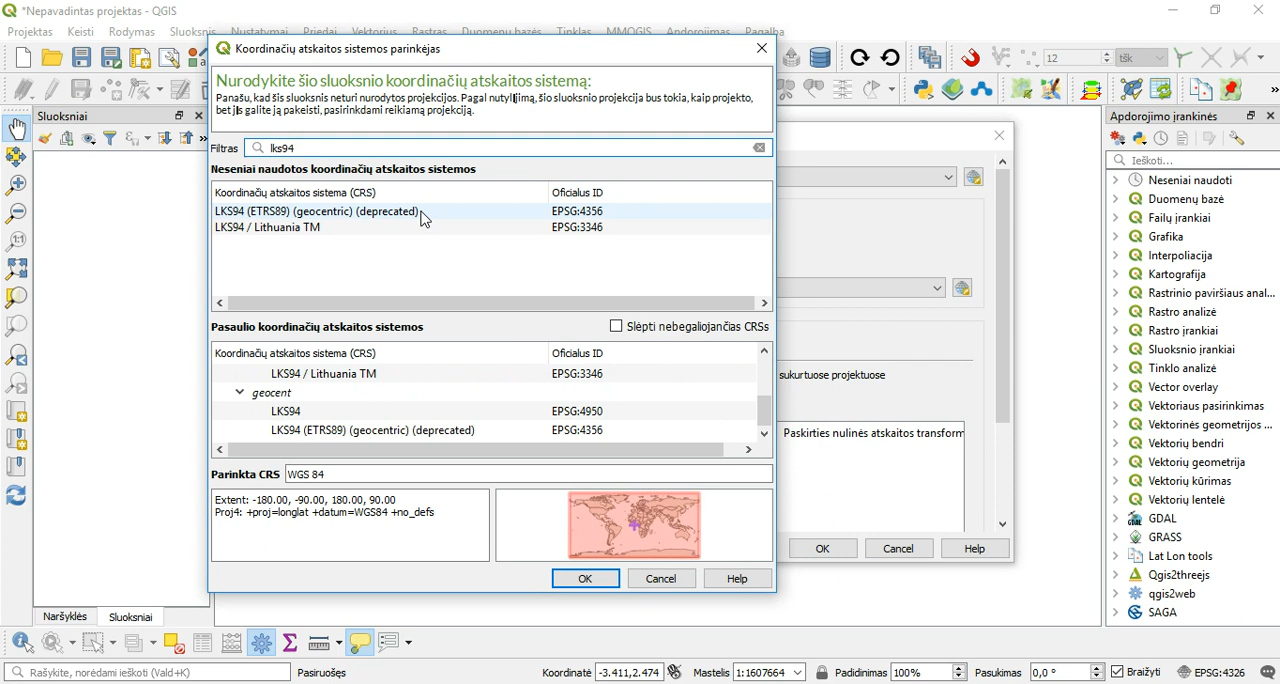 *Nepavadintas projektas - QGIS
Projektas Keisti Rodymas Sluoksnis Nustatymai Priedai Vektorius Rastras Duomenų bazės Tinklas MMQGIS Apdorojimas Pagalba
Koordinačių atskaitos sistemos parinkėjas
Nurodykite šio sluoksnio koordinačių atskaitos sistemą:
Panašu, kad šis sluoksnis neturi nurodytos projekcijos. Pagal nutylėjimą, šio sluoksnio projekcija bus tokia, kaip projekto,
bet jūs galite ją pakeisti, pasirinkdami reikiamą projekciją.
12 tšk
Sluoksniai
Filtras lks94
Neseniai naudotos koordinačių atskaitos sistemos
Koordinačių atskaitos sistema (CRS) Oficialus ID
LKS94 (ETRS89) (geocentric) (deprecated) EPSG:4356
LKS94 / Lithuania TM EPSG:3346
Pasaulio koordinačių atskaitos sistemos Slėpti nebegaliojančias CRSs
Koordinačių atskaitos sistema (CRS) Oficialus ID
LKS94 / Lithuania TM EPSG:3346
geocent
LKS94 EPSG:4950
LKS94 (ETRS89) (geocentric) (deprecated) EPSG:4356
Parinkta CRS WGS 84
Extent: -180.00, -90.00, 180.00, 90.00
Proj4: +proj=longlat +datum=WGS84 +no_defs
OK Cancel Help
sukurtuose projektuose
Paskirties nulinės atskaitos transform
OK Cancel Help
Apdorojimo įrankinės
Ieškoti...
Neseniai naudoti
Duomenų bazė
Failų įrankiai
Grafika
Interpoliacija
Kartografija
Rastrinio paviršiaus anal...
Rastro analizė
Rastro įrankiai
Sluoksnio įrankiai
Tinklo analizė
Vector overlay
Vektoriaus pasirinkimas
Vektorinės geometrijos ...
Vektorių bendri
Vektorių geometrija
Vektorių kūrimas
Vektorių lentelė
GDAL
GRASS
Lat Lon tools
Qgis2threejs
qgis2web
SAGA
Naršyklės Sluoksniai
Rašykite, norėdami ieškoti (Vald+K) Pasiruošęs Koordinatė -3.411,2.474 Mastelis 1:1607664 Padidinimas 100% Pasukimas 0,0 ° Braižyti EPSG:4326